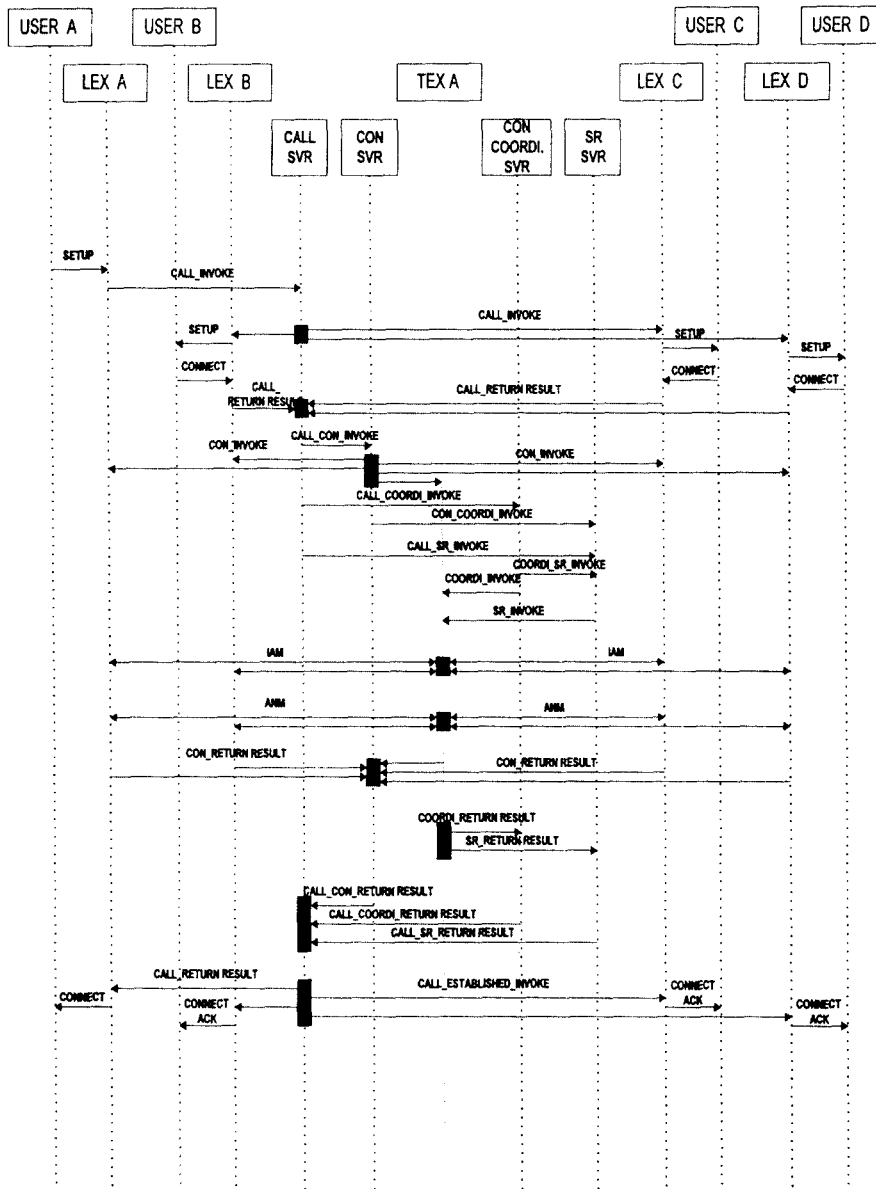 USER A
USER B
USER C
USER D
LEX A
LEX B
TEX A
LEX C
LEX D
CALL
SVR
CON
SVR
CON
COORDI.
SVR
SR
SVR
SETUP
CALL_INVOKE
CALL_INVOKE
SETUP
SETUP
SETUP
CONNECT
CONNECT
CONNECT
CALL_
RETURN RESULT
CALL_RETURN RESULT
CALL_CON_INVOKE
CON_INVOKE
CON_INVOKE
CALL_COORDI_INVOKE
CON_COORDI_INVOKE
CALL_SR_INVOKE
COORDI_SR_INVOKE
COORDI_INVOKE
SR_INVOKE
IAM
IAM
ANM
ANM
CON_RETURN RESULT
CON_RETURN RESULT
COORDI_RETURN RESULT
SR_RETURN RESULT
CALL_CON_RETURN RESULT
CALL_COORDI_RETURN RESULT
CALL_SR_RETURN RESULT
CALL_RETURN RESULT
CALL_ESTABLISHED_INVOKE
CONNECT
CONNECT
ACK
CONNECT
ACK
CONNECT
ACK